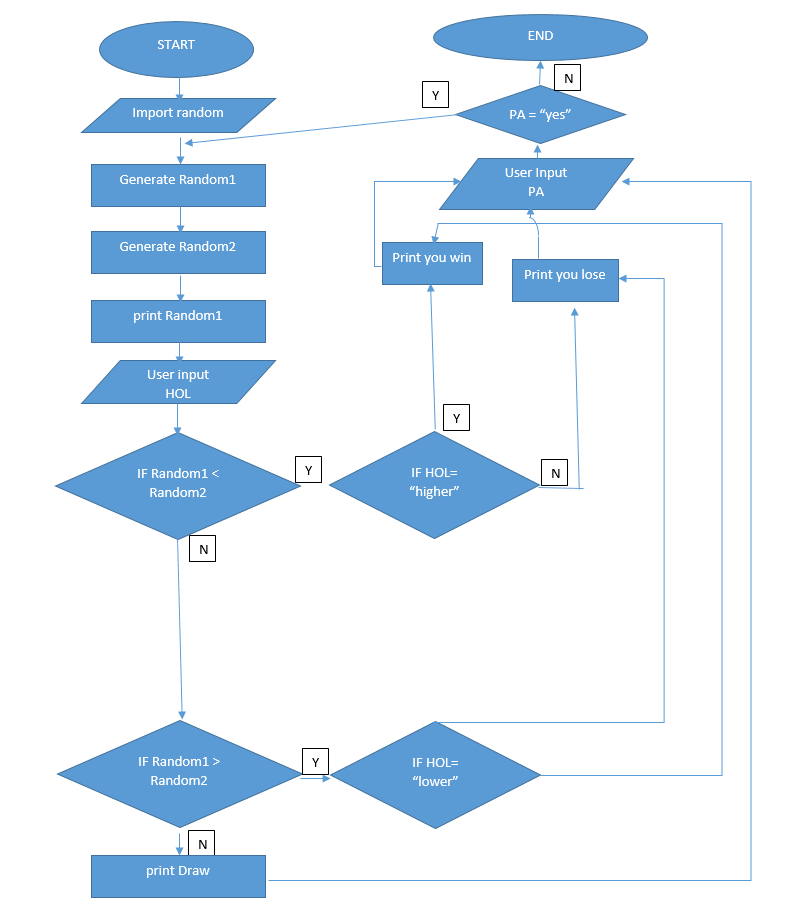 START
END
N
Y
Import random
PA = “yes”
Generate Random1
User Input
PA
Generate Random2
Print you win
Print you lose
print Random1
User input
HOL
Y
IF Random1 <
Random2
Y
IF HOL=
“higher”
N
N
IF Random1 >
Random2
Y
IF HOL=
“lower”
N
print Draw